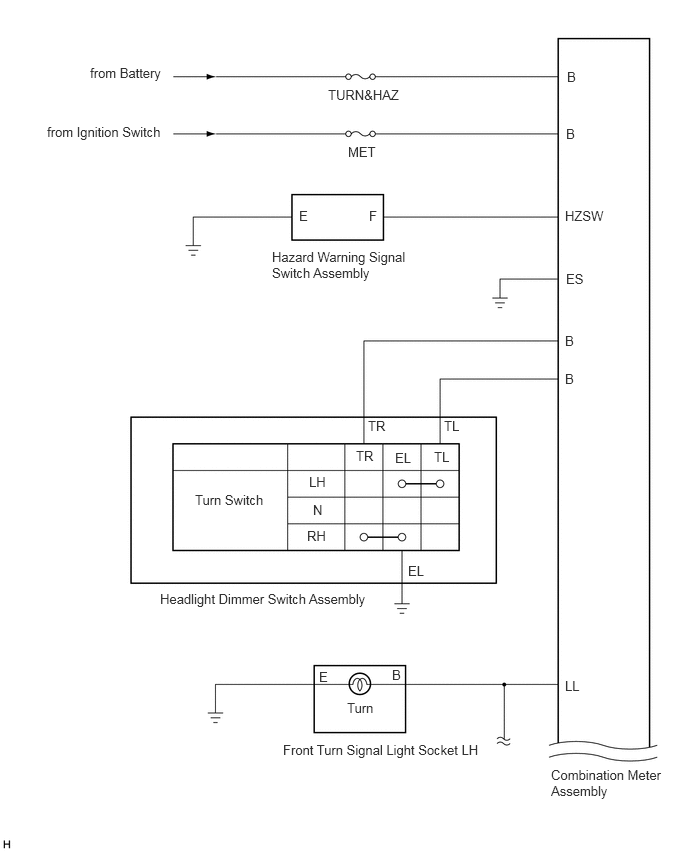 from Battery
TURN&HAZ
B
from Ignition Switch
MET
B
E F
HZSW
Hazard Warning Signal
Switch Assembly
ES
B
B
TR TL
TR EL TL
LH
Turn Switch
N
RH
EL
Headlight Dimmer Switch Assembly
E B
LL
Turn
Front Turn Signal Light Socket LH
Combination Meter
Assembly
H